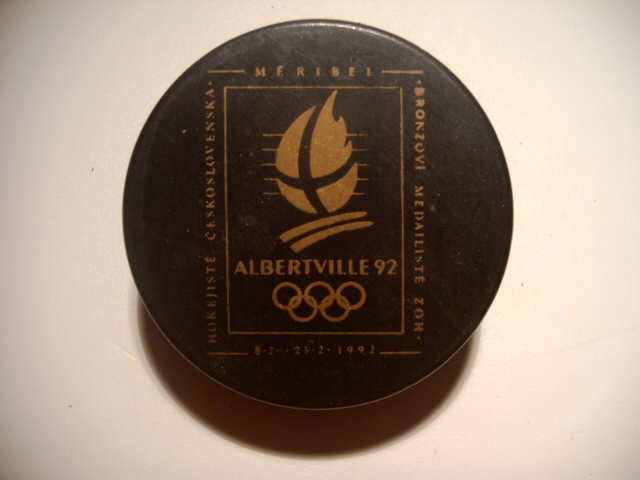 MÉRIBEL
HOKEJISTÉ ČESKOSLOVENSKA
BRONZOVÍ MEDAILISTÉ ZOH
ALBERTVILLE 92
8·2·-23·2·1992